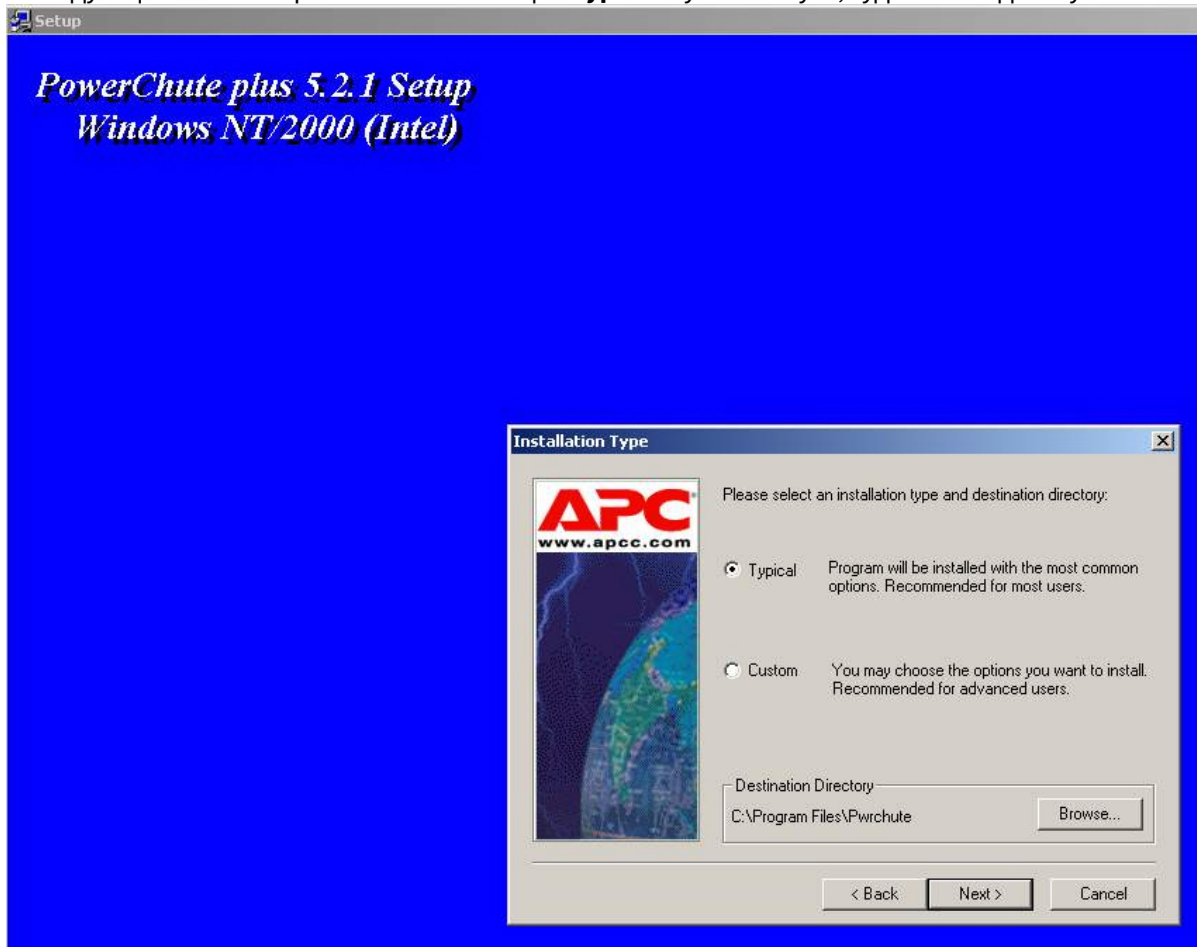 Setup
PowerChute plus 5.2.1 Setup
Windows NT/2000 (Intel)
Installation Type
APC
www.apcc.com
Please select an installation type and destination directory:
Typical Program will be installed with the most common
options. Recommended for most users.
Custom You may choose the options you want to install.
Recommended for advanced users.
Destination Directory
C:\Program Files\Pwrchute
Browse...
< Back
Next >
Cancel